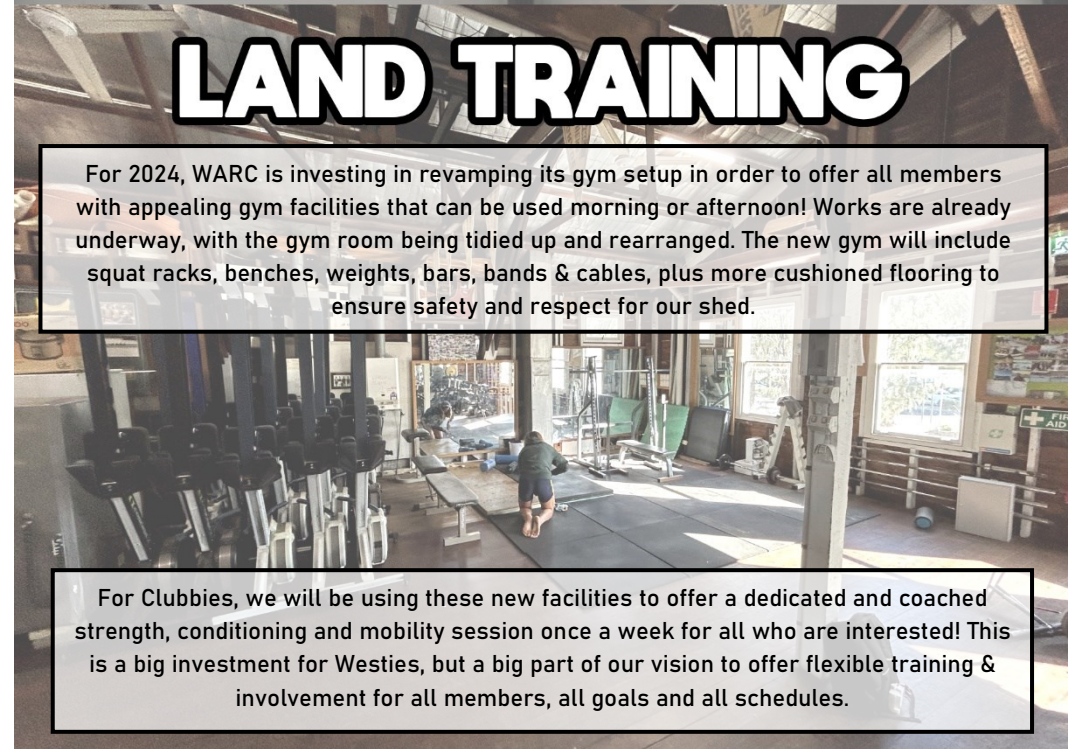 LAND TRAINING
For 2024, WARC is investing in revamping its gym setup in order to offer all members
with appealing gym facilities that can be used morning or afternoon! Works are already
underway, with the gym room being tidied up and rearranged. The new gym will include
squat racks, benches, weights, bars, bands & cables, plus more cushioned flooring to
ensure safety and respect for our shed.
FIR
AID
For Clubbies, we will be using these new facilities to offer a dedicated and coached
strength, conditioning and mobility session once a week for all who are interested! This
is a big investment for Westies, but a big part of our vision to offer flexible training &
involvement for all members, all goals and all schedules.